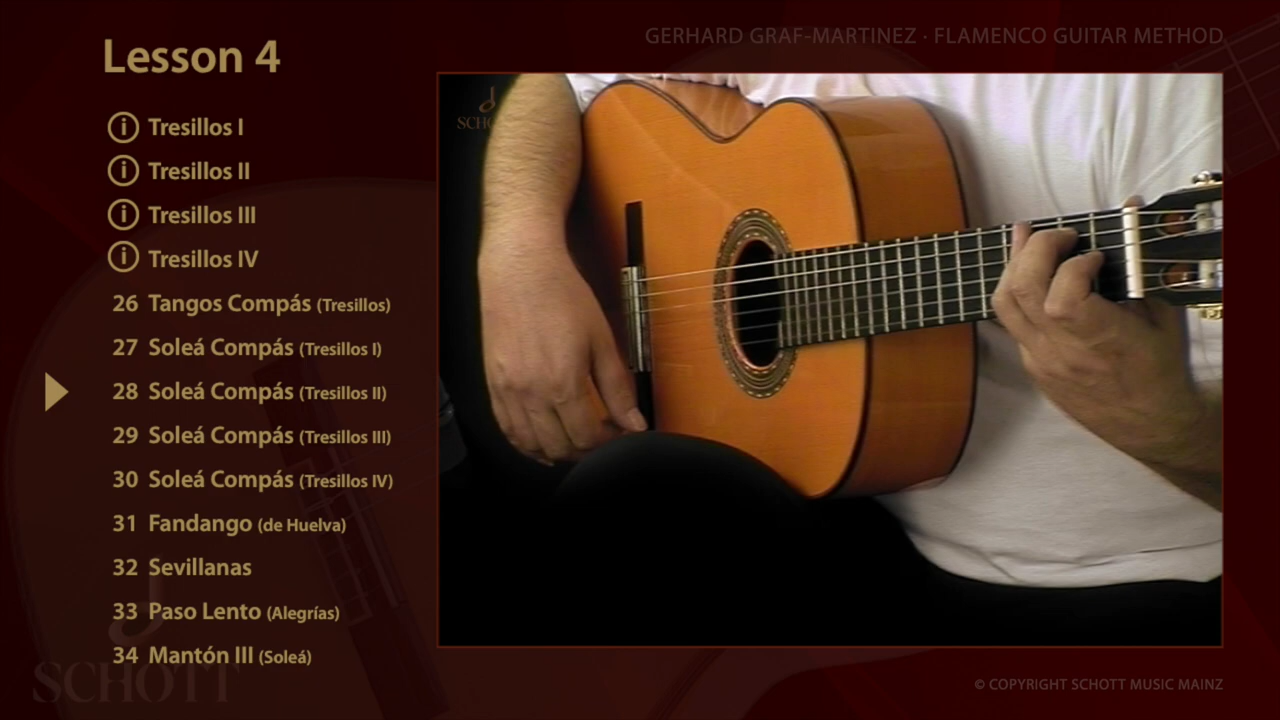 Lesson 4
GERHARD GRAF-MARTINEZ · FLAMENCO GUITAR METHOD
i Tresillos I
i Tresillos II
i Tresillos III
i Tresillos IV
26 Tangos Compás (Tresillos)
27 Soleá Compás (Tresillos I)
28 Soleá Compás (Tresillos II)
29 Soleá Compás (Tresillos III)
30 Soleá Compás (Tresillos IV)
31 Fandango (de Huelva)
32 Sevillanas
33 Paso Lento (Alegrías)
34 Mantón III (Soleá)
SCHOTT
© COPYRIGHT SCHOTT MUSIC MAINZ